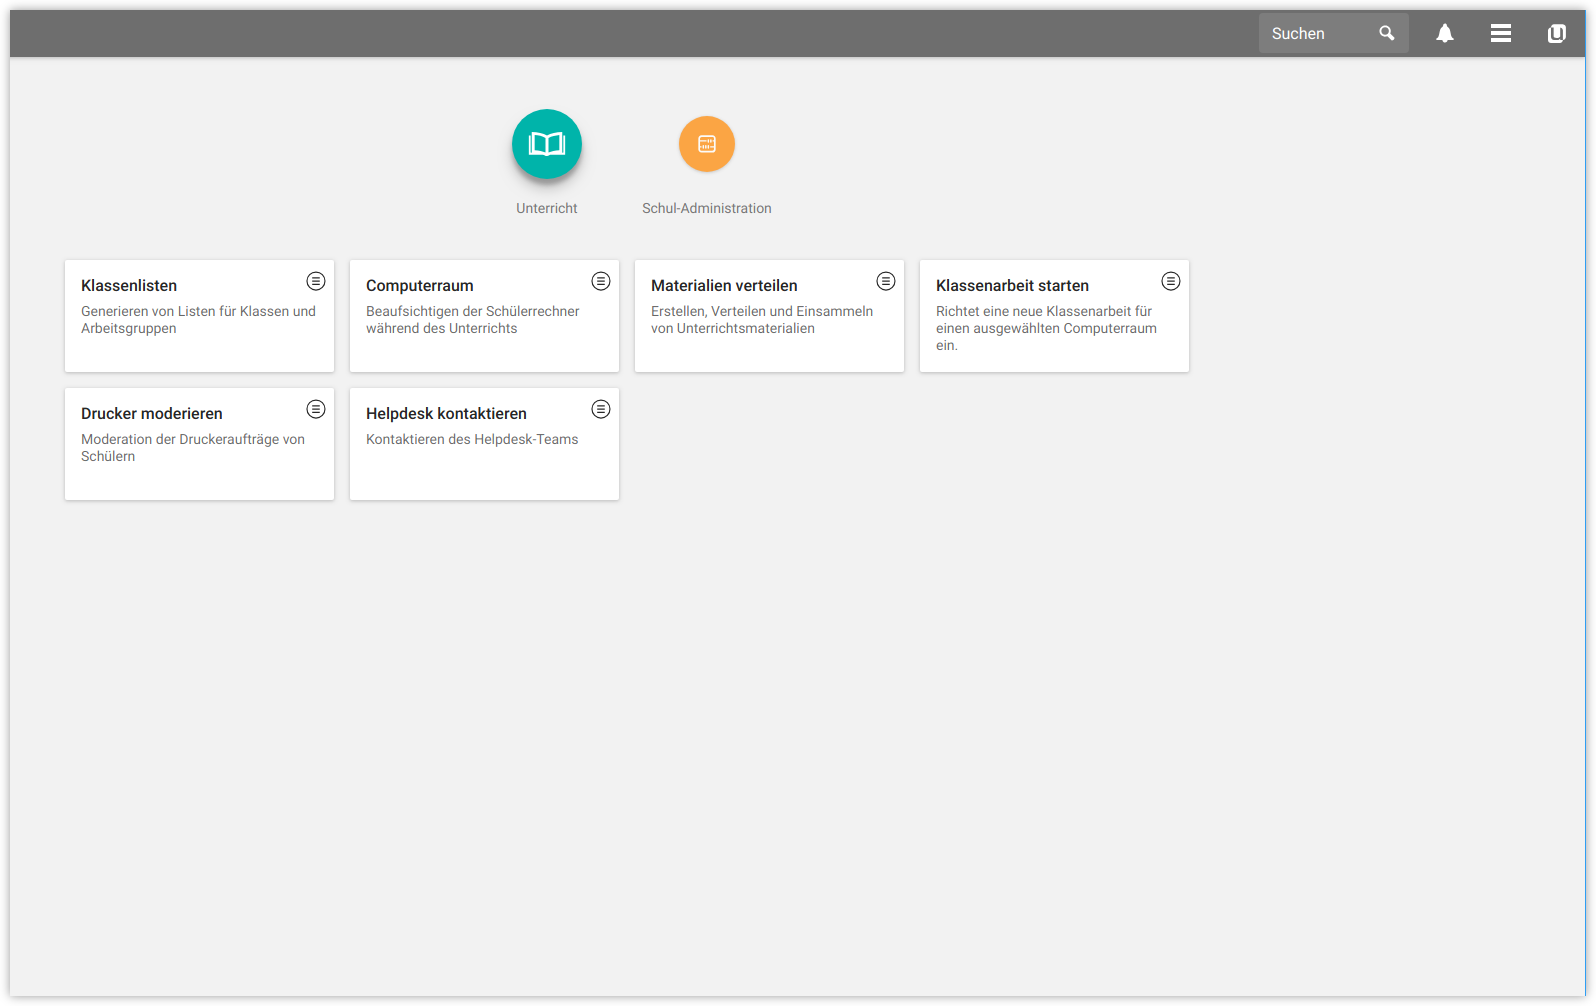 Suchen
Unterricht
Schul-Administration
Klassenlisten
Generieren von Listen für Klassen und
Arbeitsgruppen
Computerraum
Beaufsichtigen der Schülerrechner
während des Unterrichts
Materialien verteilen
Erstellen, Verteilen und Einsammeln
von Unterrichtsmaterialien
Klassenarbeit starten
Richtet eine neue Klassenarbeit für
einen ausgewählten Computerraum
ein.
Drucker moderieren
Moderation der Druckeraufträge von
Schülern
Helpdesk kontaktieren
Kontaktieren des Helpdesk-Teams